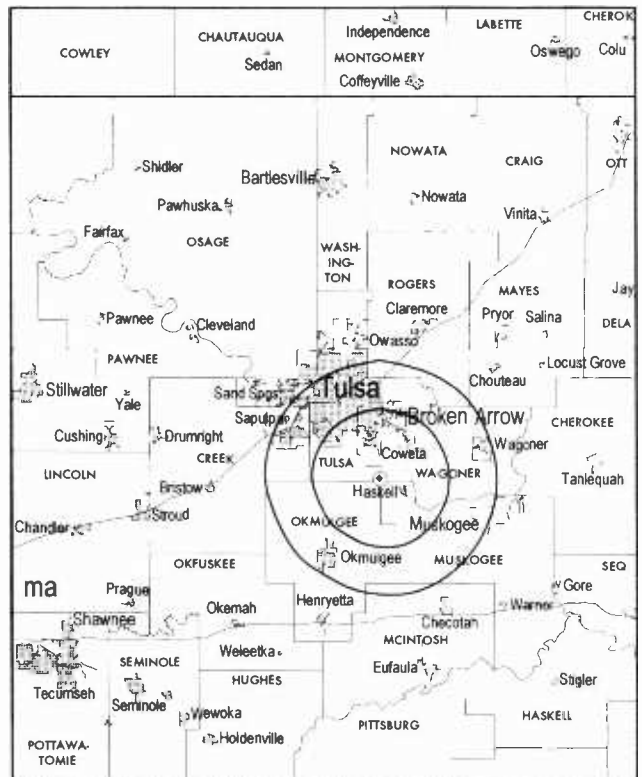 COWLEY
CHAUTAUQUA
Sedan
Independence
MONTGOMERY
Coffeyville
LABETTE
Oswego
CHEROK
Colu
Shidler
Bartlesville
NOWATA
CRAIG
OTT
Pawhuska
Nowata
Vinita
Fairfax
OSAGE
WASH-
ING-
TON
ROGERS
MAYES
Jay
Claremore
Pryor
Salina
Pawnee
Cleveland
Owasso
DELA
PAWNEE
Locust Grove
Chouteau
Stillwater
Yale
Sand Spgs
Tulsa
Sapulpa
Broken Arrow
CHEROKEE
Cushing
Drumright
CREEK
Wagoner
Coweta
TULSA
WAGONER
Tanlequah
LINCOLN
Bristow
Haskell
Chandler
Stroud
OKMULGEE
Muskogee
Okmulgee
MUSKOGEE
OKFUSKEE
SEQ
ma
Gore
Prague
Henryetta
Warner
Shawnee
Okemah
Checotah
Weleetka
MCINTOSH
SEMINOLE
Eufaula
HUGHES
Stigler
Tecumseh
Seminole
Wewoka
HASKELL
PITTSBURG
Holdenville
POTTAWA-
TOMIE